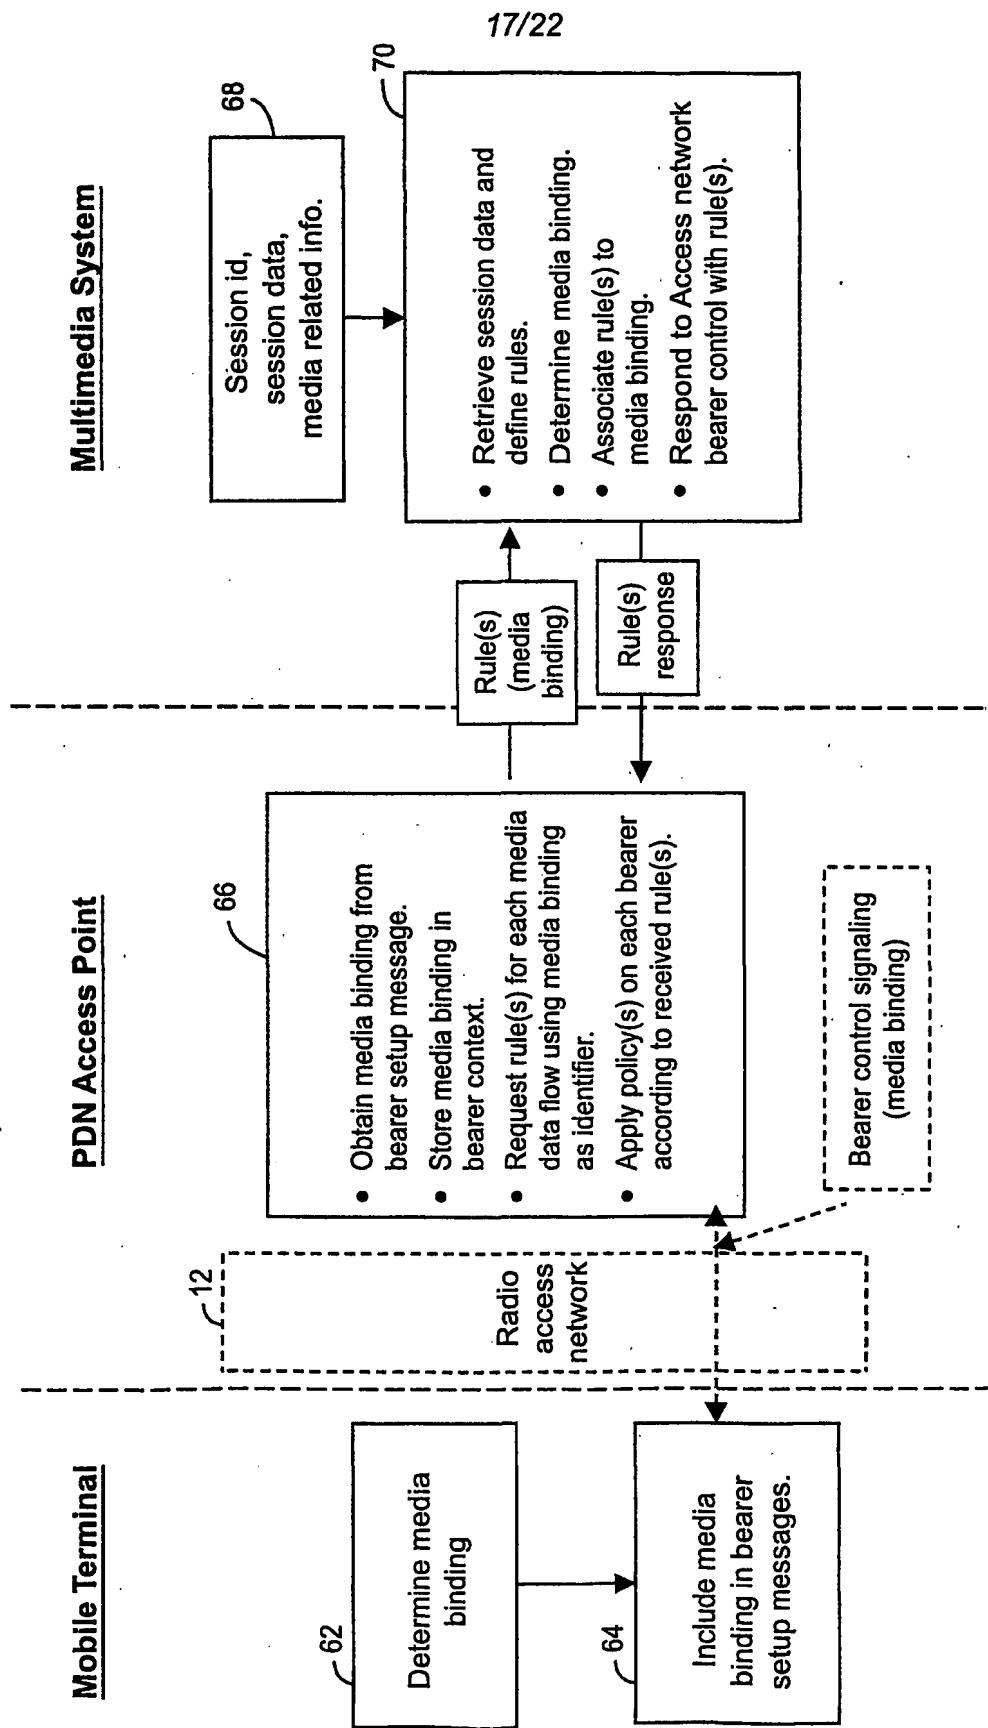 17/22
Mobile Terminal
62
Determine media
binding
64
Include media
binding in bearer
setup messages.
PDN Access Point
12
Radio
access
network
66
• Obtain media binding from
bearer setup message.
• Store media binding in
bearer context.
• Request rule(s) for each media
data flow using media binding
as identifier.
• Apply policy(s) on each bearer
according to received rule(s).
Bearer control signaling
(media binding)
Rule(s)
(media
binding)
Rule(s)
response
Multimedia System
68
Session id,
session data,
media related info.
70
• Retrieve session data and
define rules.
• Determine media binding.
• Associate rule(s) to
media binding.
• Respond to Access network
bearer control with rule(s).